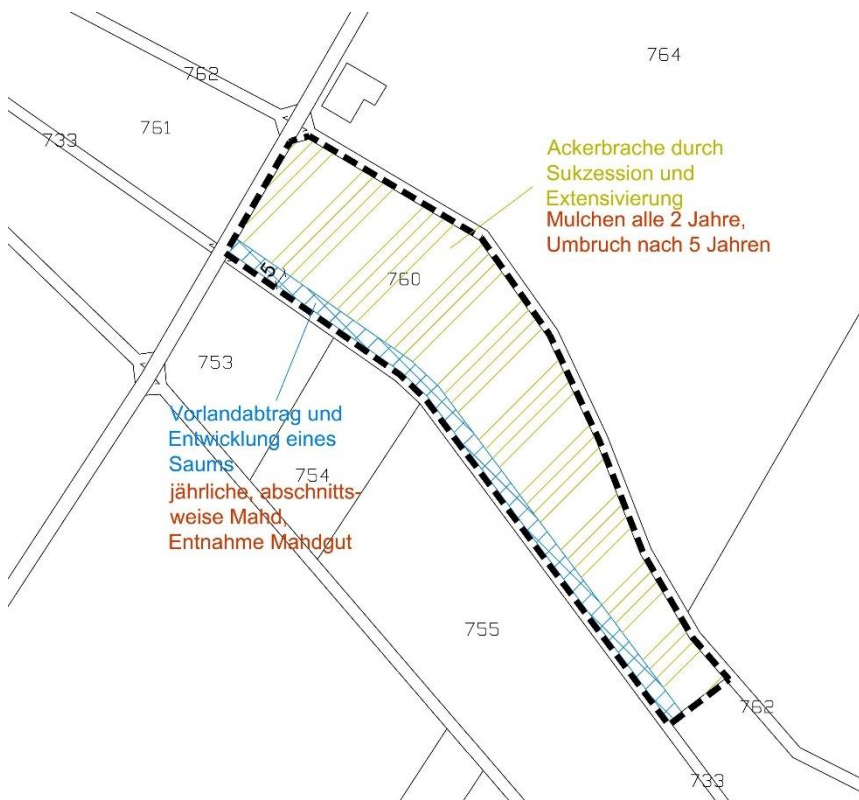 764
762
761
733
Ackerbrache durch
Sukzession und
Extensivierung
Mulchen alle 2 Jahre,
Umbruch nach 5 Jahren
5
760
753
Vorlandabtrag und
Entwicklung eines
Saums
jährliche, abschnitts-
weise Mahd,
Entnahme Mahdgut
754
755
762
733